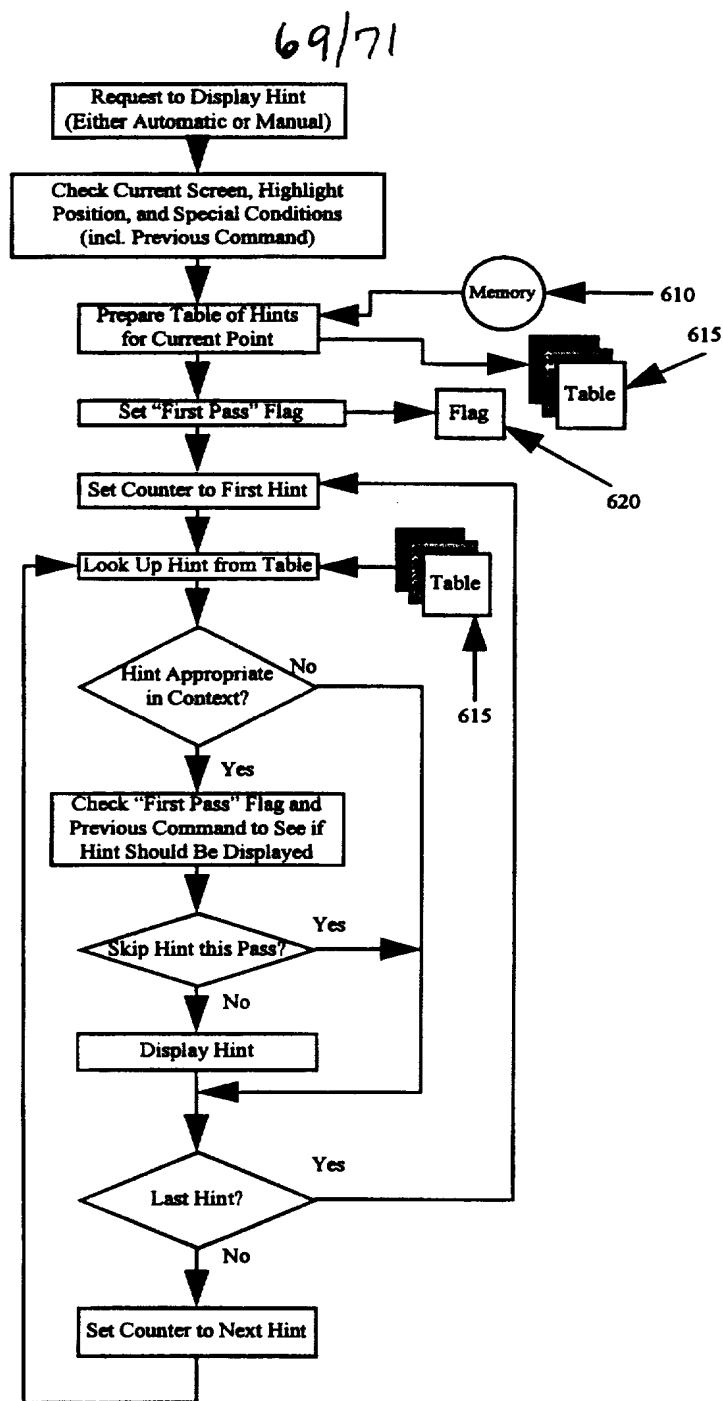 69/71
Request to Display Hint
(Either Automatic or Manual)
Check Current Screen, Highlight
Position, and Special Conditions
(incl. Previous Command)
Memory
610
Prepare Table of Hints
for Current Point
615
Table
Set "First Pass" Flag
Flag
620
Set Counter to First Hint
Look Up Hint from Table
Table
615
Hint Appropriate
in Context?
No
Yes
Check "First Pass" Flag and
Previous Command to See if
Hint Should Be Displayed
Skip Hint this Pass?
Yes
No
Display Hint
Last Hint?
Yes
No
Set Counter to Next Hint